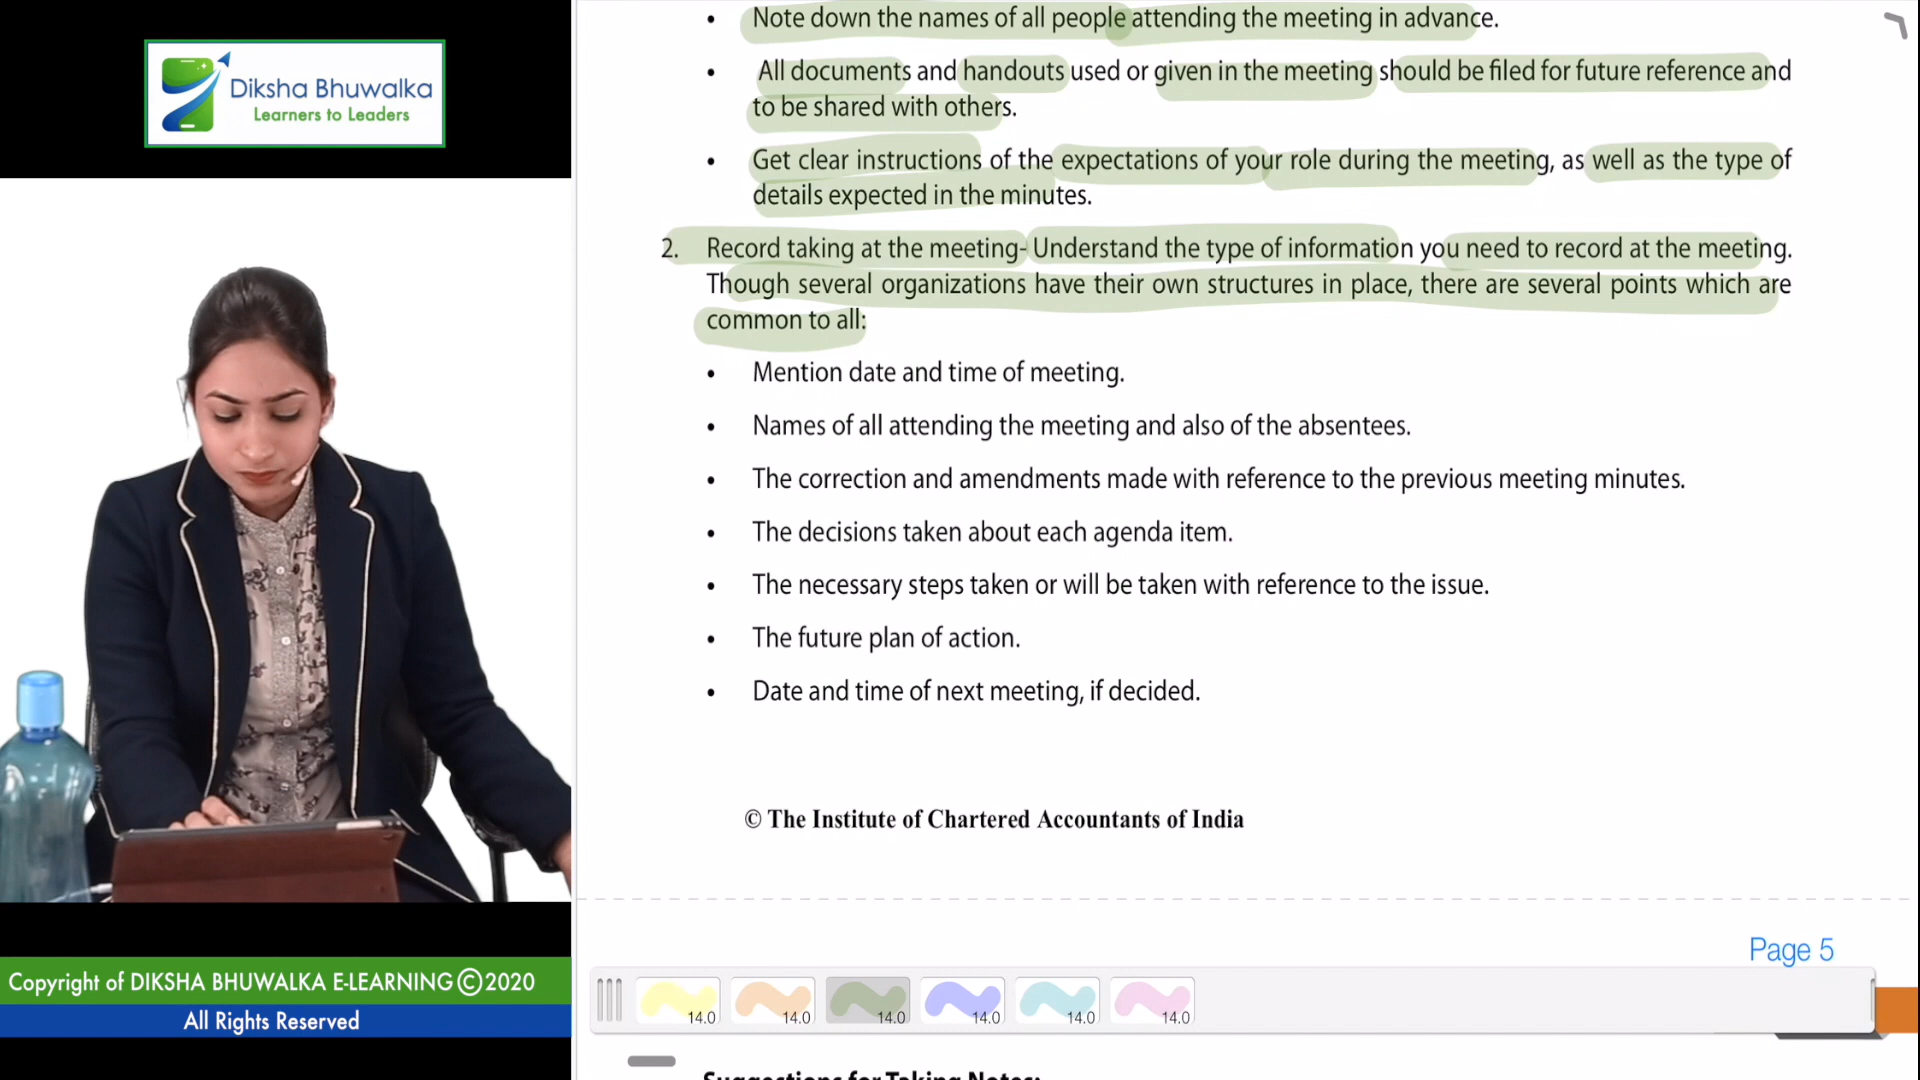 Diksha Bhuwalka
Learners to Leaders
Copyright of DIKSHA BHUWALKA E-LEARNING©2020
All Rights Reserved
• Note down the names of all people attending the meeting in advance.
• All documents and handouts used or given in the meeting should be filed for future reference and
to be shared with others.
• Get clear instructions of the expectations of your role during the meeting, as well as the type of
details expected in the minutes.
2. Record taking at the meeting- Understand the type of information you need to record at the meeting.
Though several organizations have their own structures in place, there are several points which are
common to all:
• Mention date and time of meeting.
• Names of all attending the meeting and also of the absentees.
• The correction and amendments made with reference to the previous meeting minutes.
• The decisions taken about each agenda item.
• The necessary steps taken or will be taken with reference to the issue.
• The future plan of action.
• Date and time of next meeting, if decided.
© The Institute of Chartered Accountants of India
Page 5
14.0 14.0 14.0 14.0 14.0 14.0
Suggestions for Taking Notes: